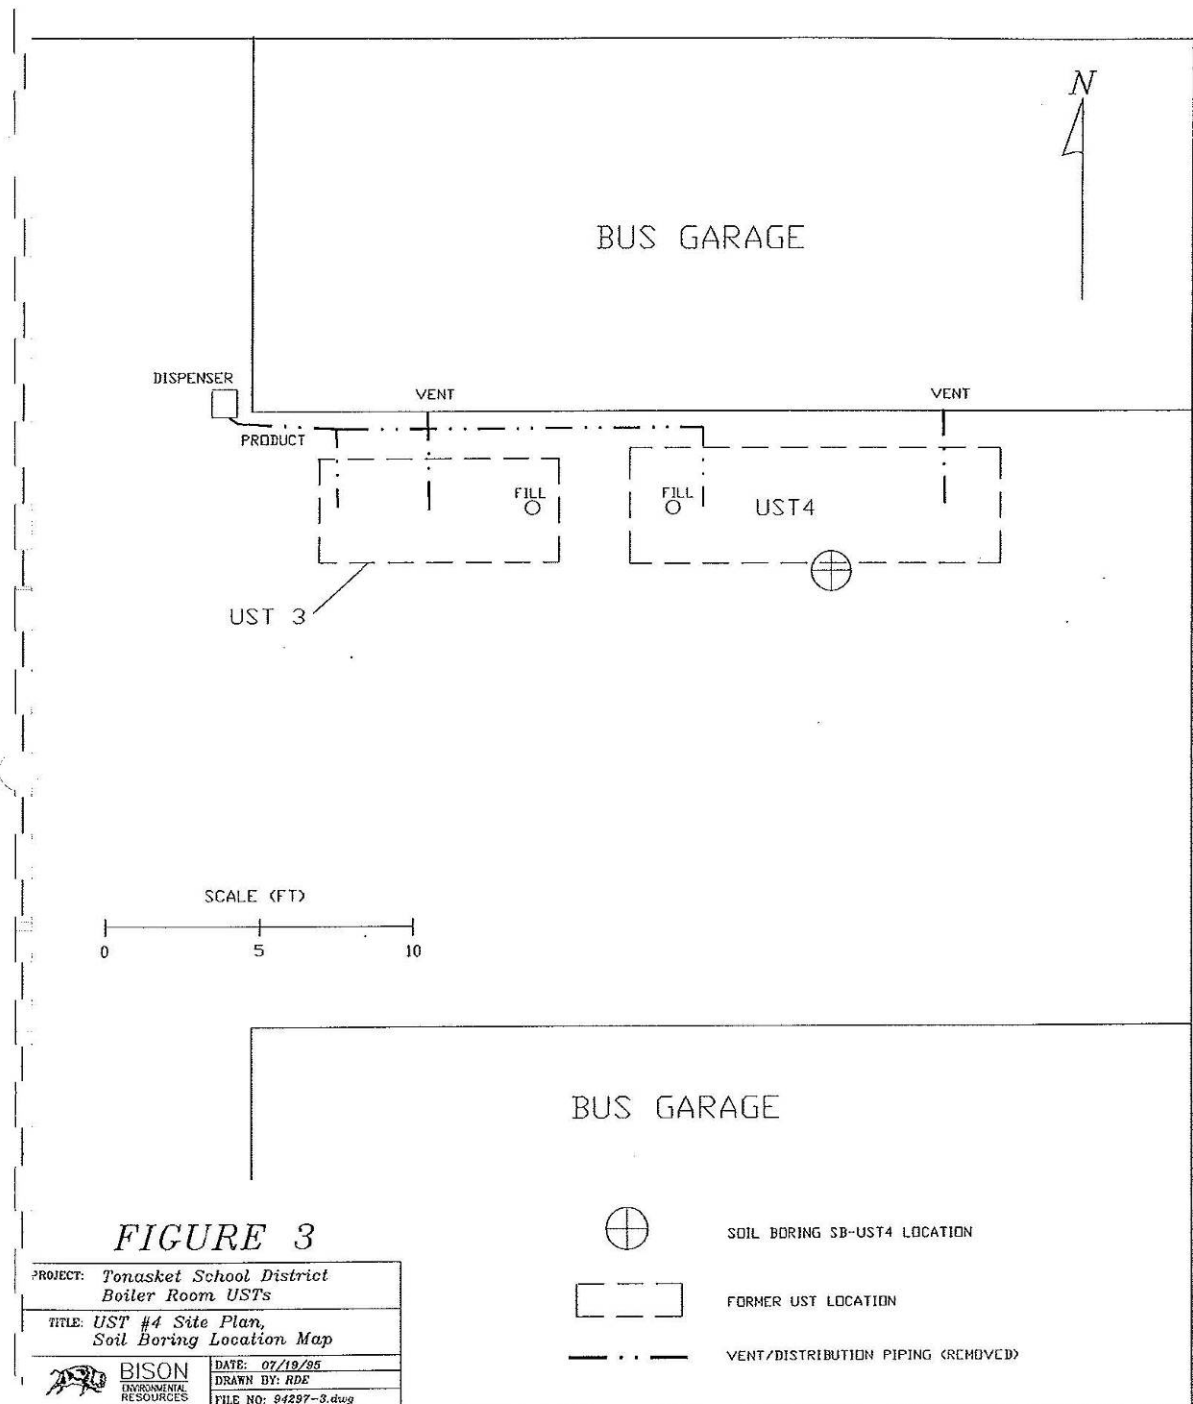 N
BUS GARAGE
DISPENSER
VENT
VENT
PRODUCT
FILL
FILL
UST4
UST 3
SCALE (FT)
0 5 10
BUS GARAGE
SOIL BORING SB-UST4 LOCATION
FORMER UST LOCATION
VENT/DISTRIBUTION PIPING (REMOVED)
FIGURE 3
PROJECT: Tonasket School District
Boiler Room USTs
TITLE: UST #4 Site Plan,
Soil Boring Location Map
BISON
ENVIRONMENTAL
RESOURCES
DATE: 07/19/95
DRAWN BY: RDE
FILE NO: 94297-3.dwg